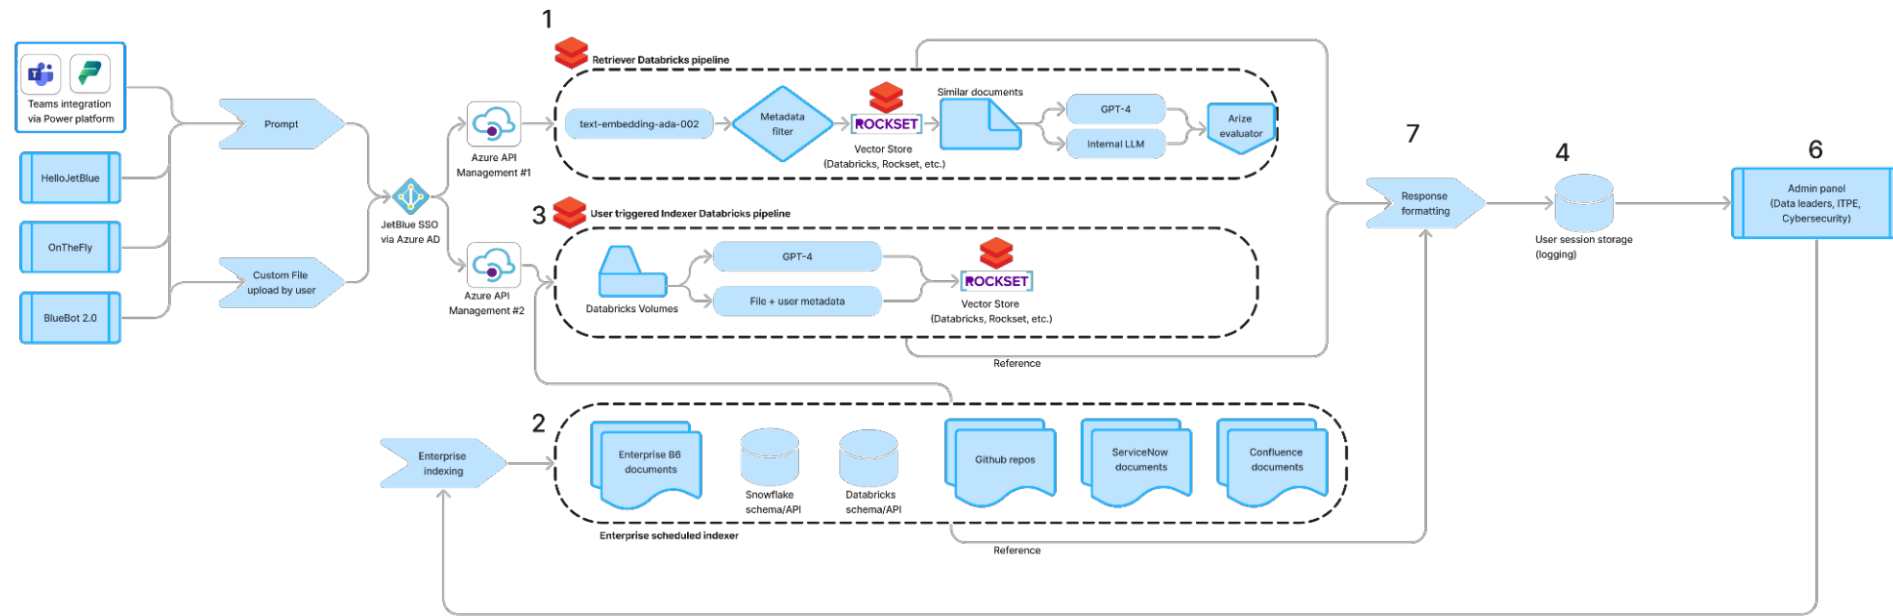 1
Retriever Databricks pipeline
Teams integration
via Power platform
HelloJetBlue
OnTheFly
BlueBot 2.0
Prompt
Custom File
upload by user
JetBlue SSO
via Azure AD
Azure API
Management #1
Azure API
Management #2
text-embedding-ada-002
Metadata
filter
ROCKSET
Vector Store
(Databricks, Rockset, etc.)
Similar documents
GPT-4
Internal LLM
Arize
evaluator
3
User triggered Indexer Databricks pipeline
Databricks Volumes
GPT-4
File + user metadata
ROCKSET
Vector Store
(Databricks, Rockset, etc.)
Reference
2
Enterprise
indexing
Enterprise B6
documents
Snowflake
schema/API
Databricks
schema/API
Github repos
ServiceNow
documents
Confluence
documents
Enterprise scheduled indexer
Reference
7
Response
formatting
4
User session storage
(logging)
6
Admin panel
(Data leaders, ITPE,
Cybersecurity)